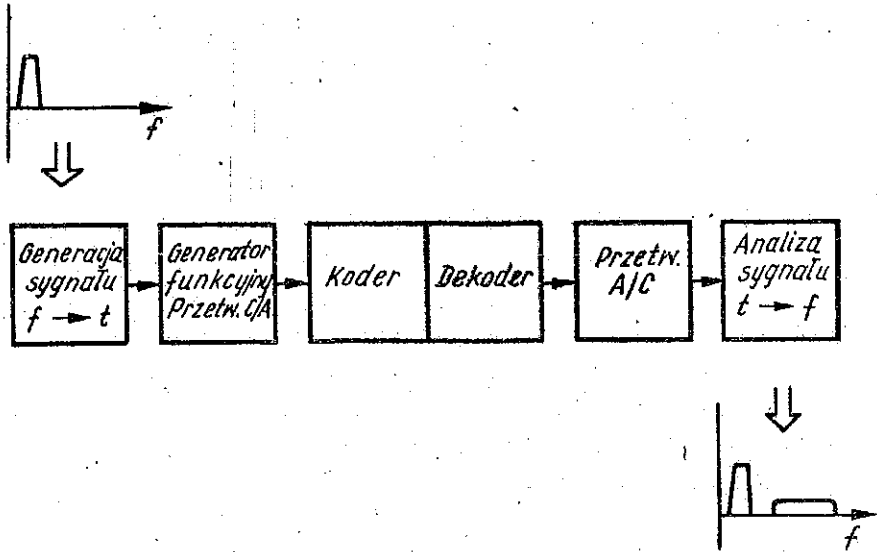 f
Generacja
sygnału
f → t
Generator
funkcyjny
Przetw. C/A
Koder
Dekoder
Przetw.
A/C
Analiza
sygnału
t → f
f